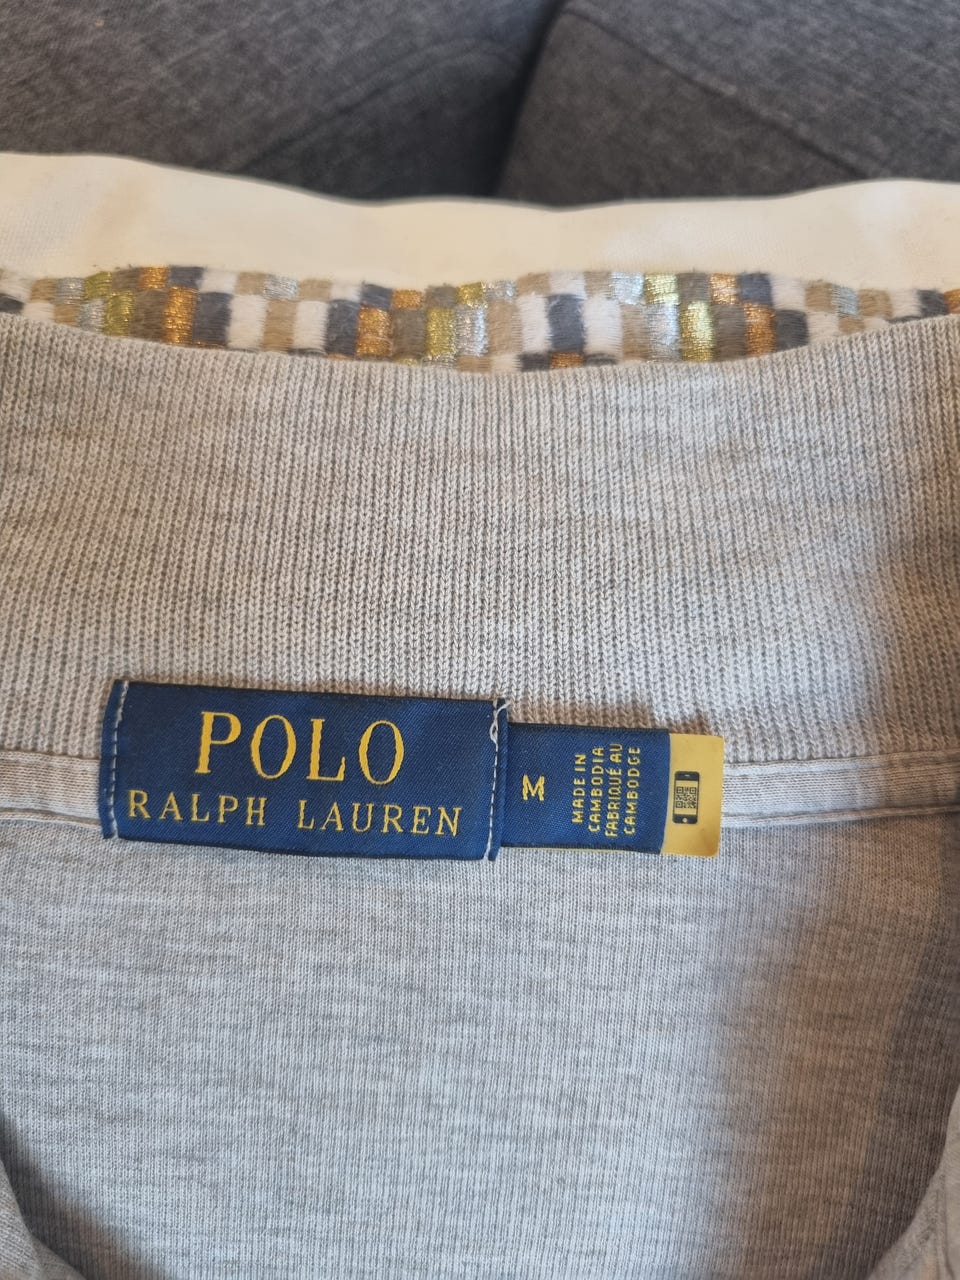 POLO
RALPH LAUREN
M
MADE IN
CAMBODIA
FABRIQUÉ AU
CAMBODGE